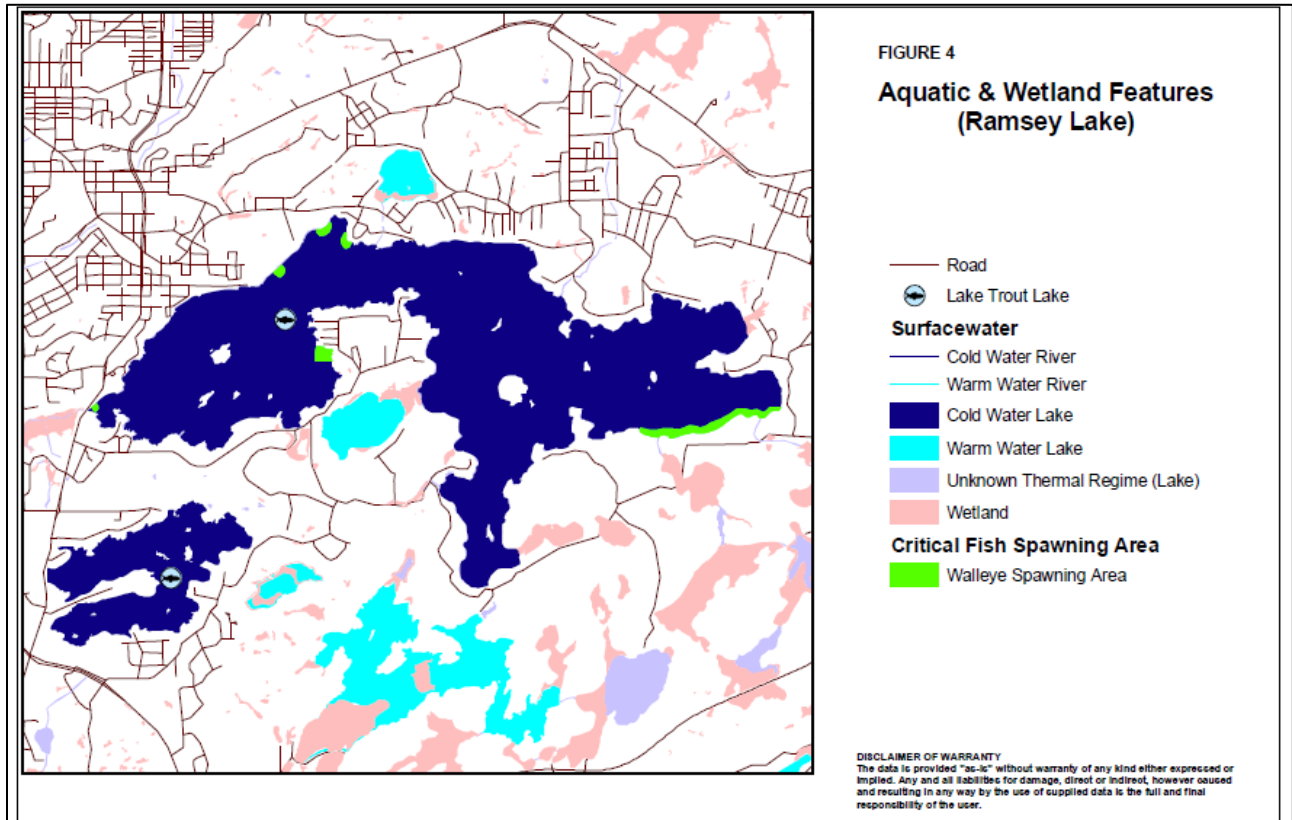 FIGURE 4
Aquatic & Wetland Features
(Ramsey Lake)
Road
Lake Trout Lake
Surfacewater
Cold Water River
Warm Water River
Cold Water Lake
Warm Water Lake
Unknown Thermal Regime (Lake)
Wetland
Critical Fish Spawning Area
Walleye Spawning Area
DISCLAIMER OF WARRANTY
The data is provided "as-is" without warranty of any kind either expressed or
implied. Any and all liabilities for damage, direct or indirect, however caused
and resulting in any way by the use of supplied data is the full and final
responsibility of the user.